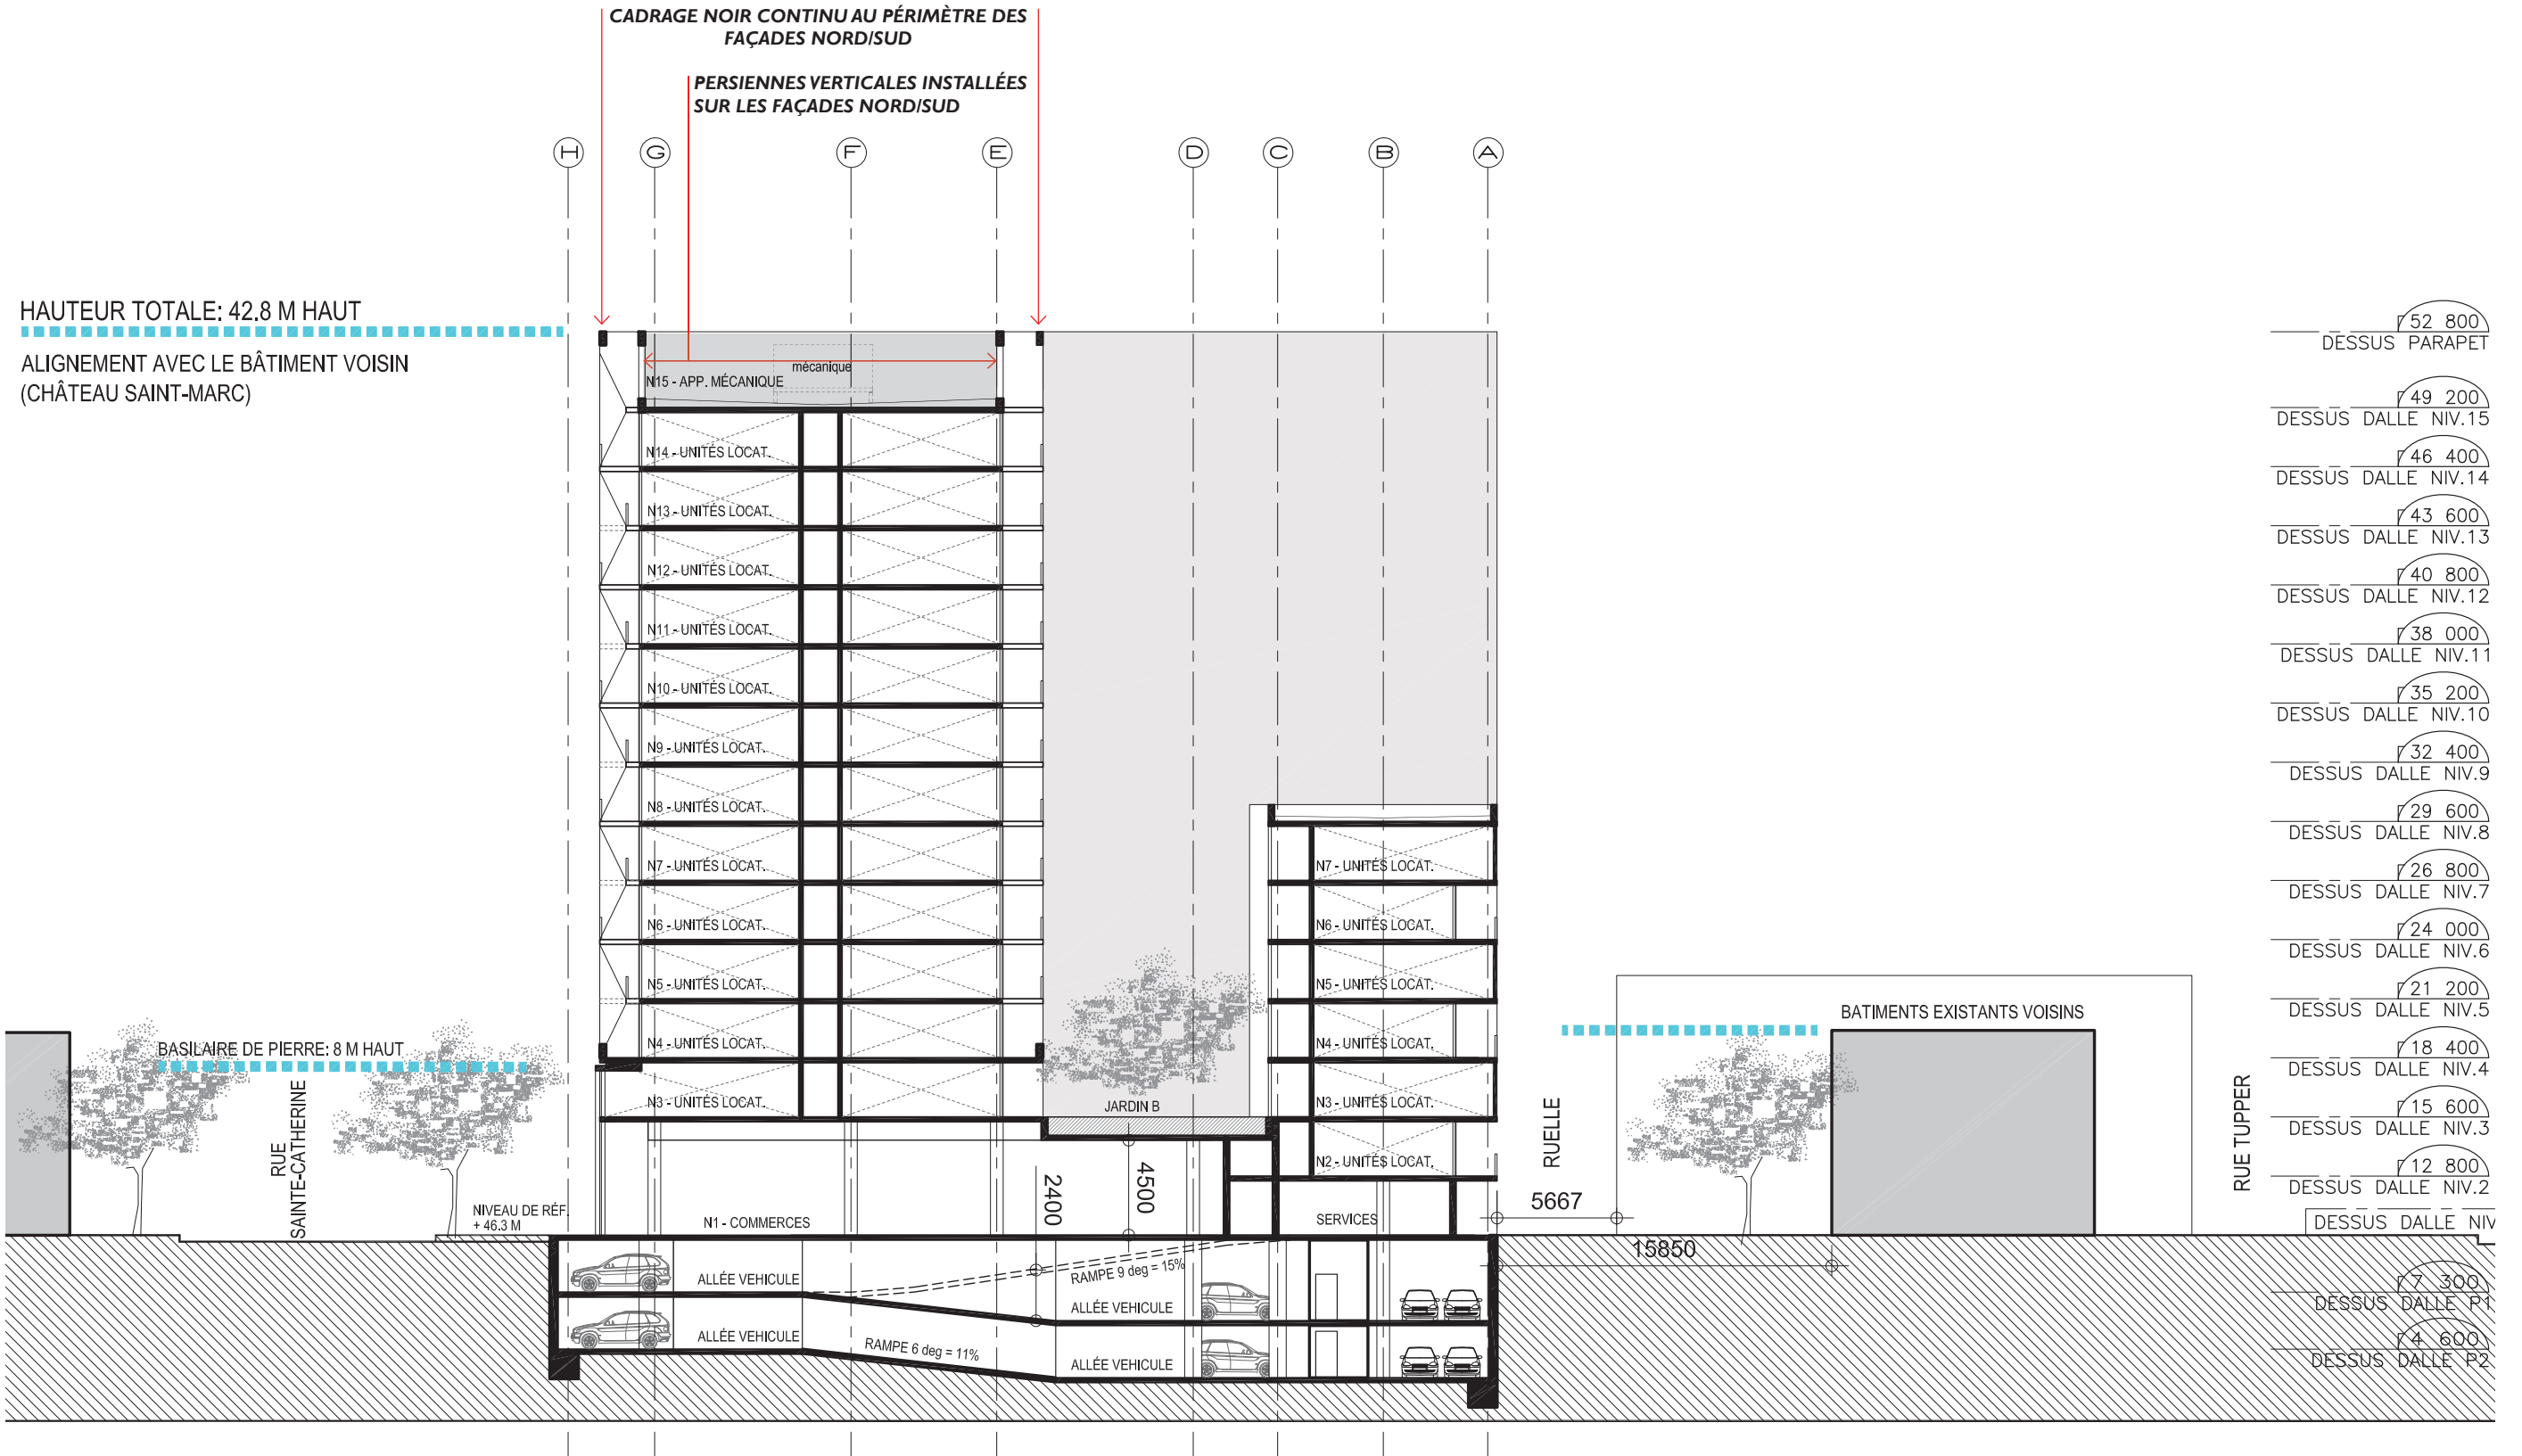 CADRAGE NOIR CONTINU AU PÉRIMÈTRE DES
FAÇADES NORD/SUD
PERSIENNES VERTICALES INSTALLÉES
SUR LES FAÇADES NORD/SUD
H
G
F
E
D
C
B
A
HAUTEUR TOTALE: 42.8 M HAUT
ALIGNEMENT AVEC LE BÂTIMENT VOISIN
(CHÂTEAU SAINT-MARC)
mécanique
N15 - APP. MÉCANIQUE
N14 - UNITÉS LOCAT.
N13 - UNITÉS LOCAT.
N12 - UNITÉS LOCAT.
N11 - UNITÉS LOCAT.
N10 - UNITÉS LOCAT.
N9 - UNITÉS LOCAT.
N8 - UNITÉS LOCAT.
N7 - UNITÉS LOCAT.
N6 - UNITÉS LOCAT.
N5 - UNITÉS LOCAT.
N4 - UNITÉS LOCAT.
N3 - UNITÉS LOCAT.
N1 - COMMERCES
N7 - UNITÉS LOCAT.
N6 - UNITÉS LOCAT.
N5 - UNITÉS LOCAT.
N4 - UNITÉS LOCAT.
N3 - UNITÉS LOCAT.
N2 - UNITÉS LOCAT.
SERVICES
JARDIN B
2400
4500
BASILAIRE DE PIERRE: 8 M HAUT
RUE
SAINTE-CATHERINE
NIVEAU DE RÉF.
+ 46.3 M
ALLÉE VEHICULE
ALLÉE VEHICULE
RAMPE 9 deg = 15%
RAMPE 6 deg = 11%
ALLÉE VEHICULE
ALLÉE VEHICULE
RUELLE
5667
15850
BATIMENTS EXISTANTS VOISINS
RUE TUPPER
52 800
DESSUS PARAPET
49 200
DESSUS DALLE NIV.15
46 400
DESSUS DALLE NIV.14
43 600
DESSUS DALLE NIV.13
40 800
DESSUS DALLE NIV.12
38 000
DESSUS DALLE NIV.11
35 200
DESSUS DALLE NIV.10
32 400
DESSUS DALLE NIV.9
29 600
DESSUS DALLE NIV.8
26 800
DESSUS DALLE NIV.7
24 000
DESSUS DALLE NIV.6
21 200
DESSUS DALLE NIV.5
18 400
DESSUS DALLE NIV.4
15 600
DESSUS DALLE NIV.3
12 800
DESSUS DALLE NIV.2
DESSUS DALLE NIV
7 300
DESSUS DALLE P1
4 600
DESSUS DALLE P2